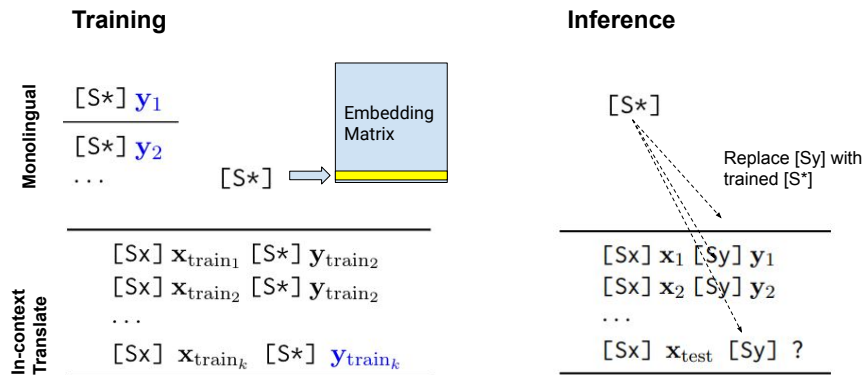 Training
Inference
Monolingual
[S*] y1
[S*] y2
...
[S*]
Embedding
Matrix
[S*]
Replace [Sy] with
trained [S*]
In-context
Translate
[Sx] xtrain1 [S*] ytrain2
[Sx] xtrain2 [S*] ytrain2
...
[Sx] xtraink [S*] ytraink
[Sx] x1 [Sy] y1
[Sx] x2 [Sy] y2
...
[Sx] xtest [Sy] ?